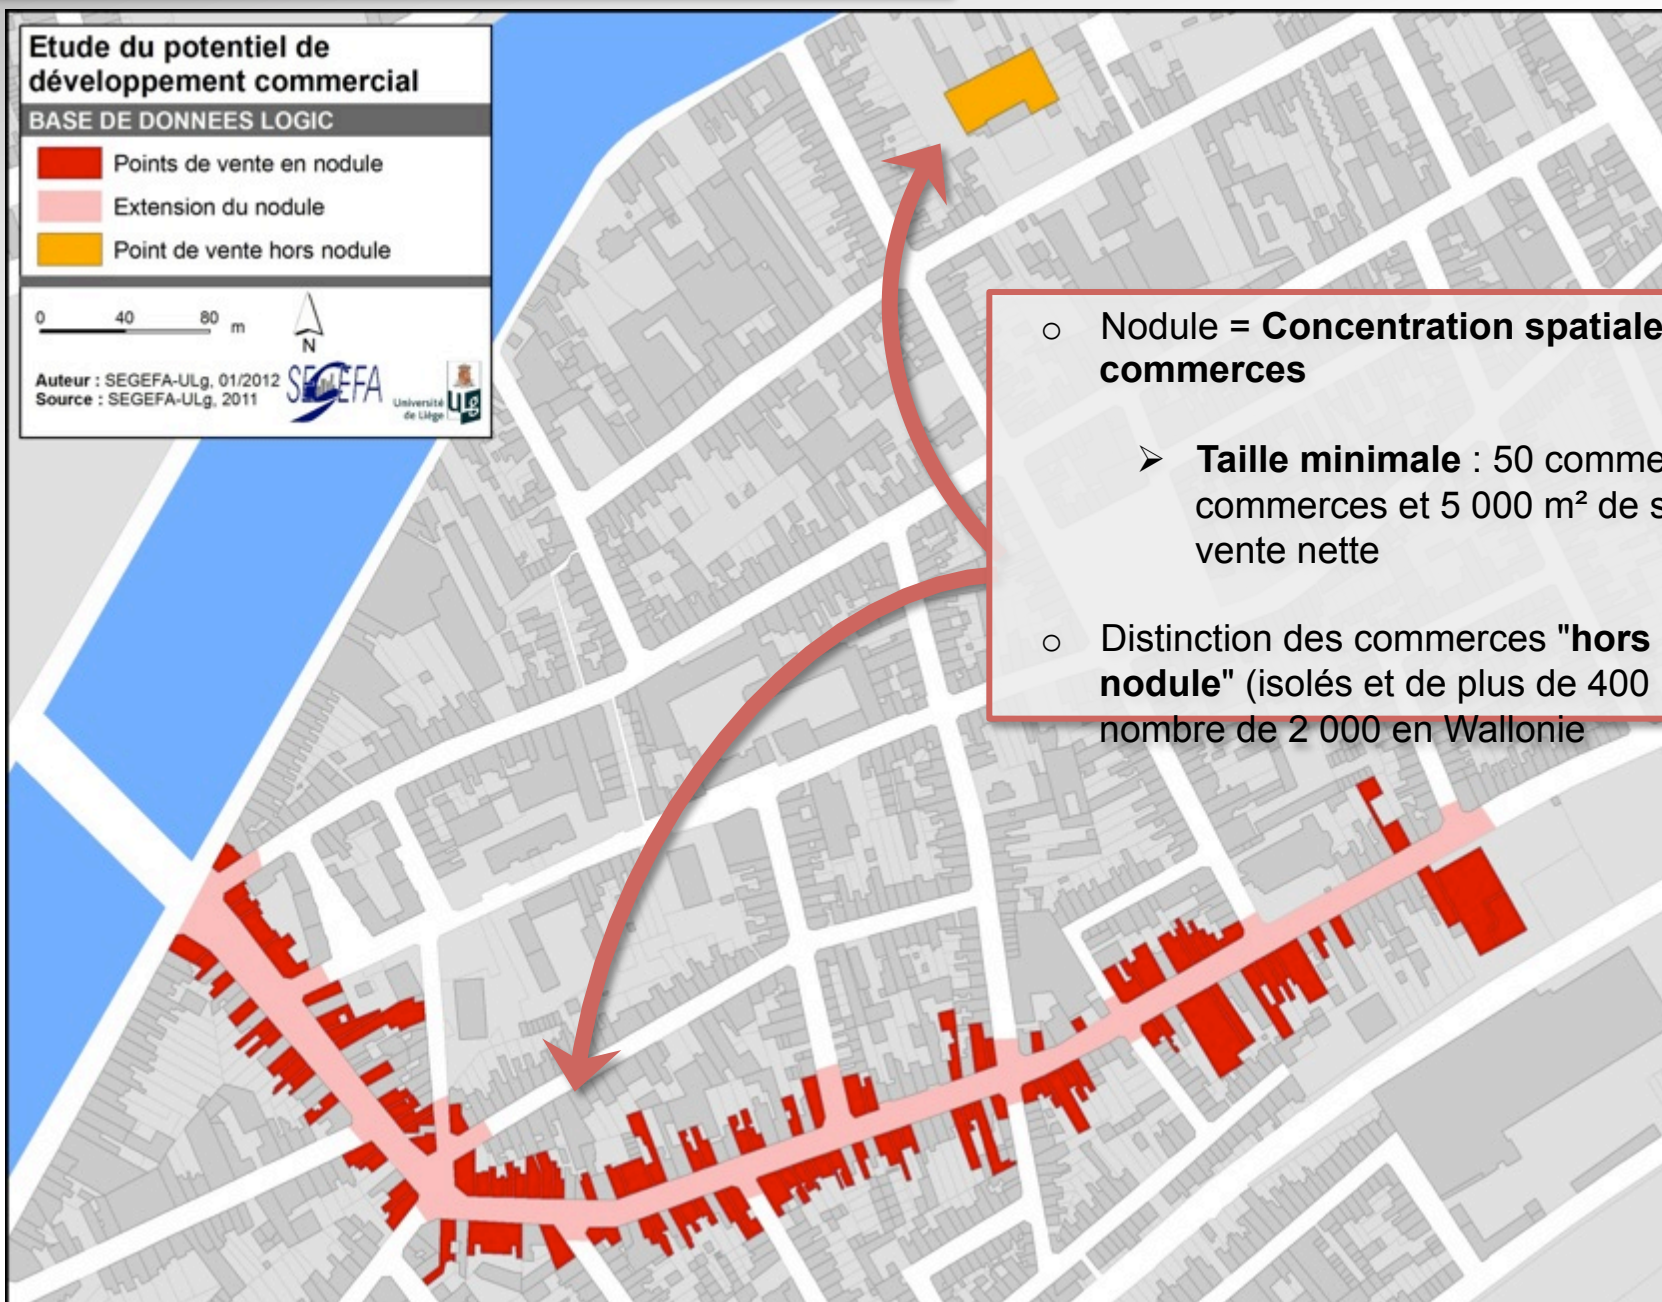 Etude du potentiel de
développement commercial
BASE DE DONNEES LOGIC
Points de vente en nodule
Extension du nodule
Point de vente hors nodule
0 40 80 m
N
Auteur : SEGEFA-ULg, 01/2012
Source : SEGEFA-ULg, 2011
SEGEFA
Université
de Liège
ULg
o Nodule = Concentration spatiale
commerces
➢ Taille minimale : 50 comme
commerces et 5 000 m² de s
vente nette
o Distinction des commerces "hors
nodule" (isolés et de plus de 400
nombre de 2 000 en Wallonie